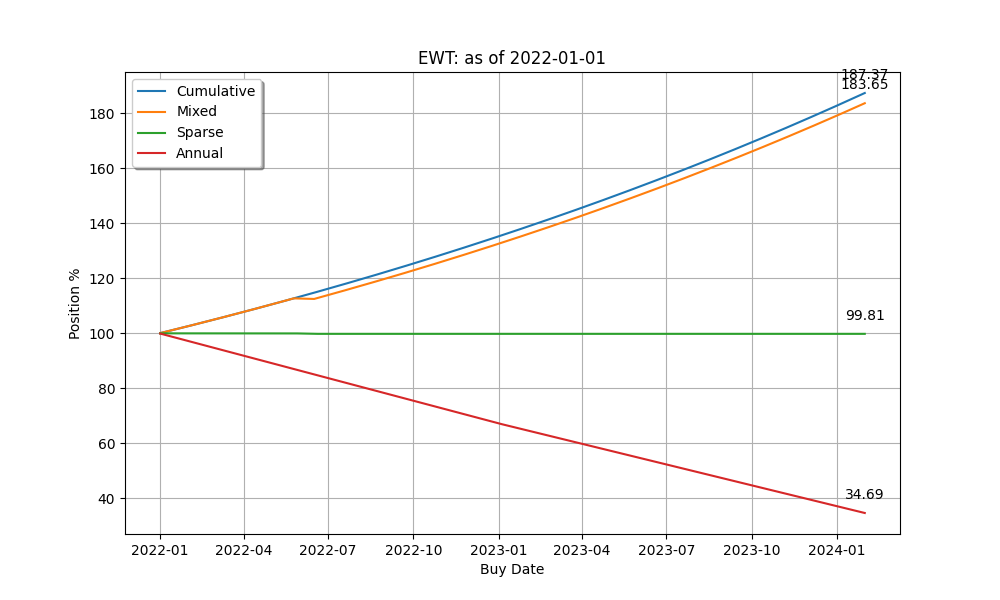 EWT: as of 2022-01-01
187.37
183.65
Cumulative
Mixed
Sparse
Annual
180
160
140
120
100
80
60
40
Position %
99.81
34.69
2022-01 2022-04 2022-07 2022-10 2023-01 2023-04 2023-07 2023-10 2024-01
Buy Date